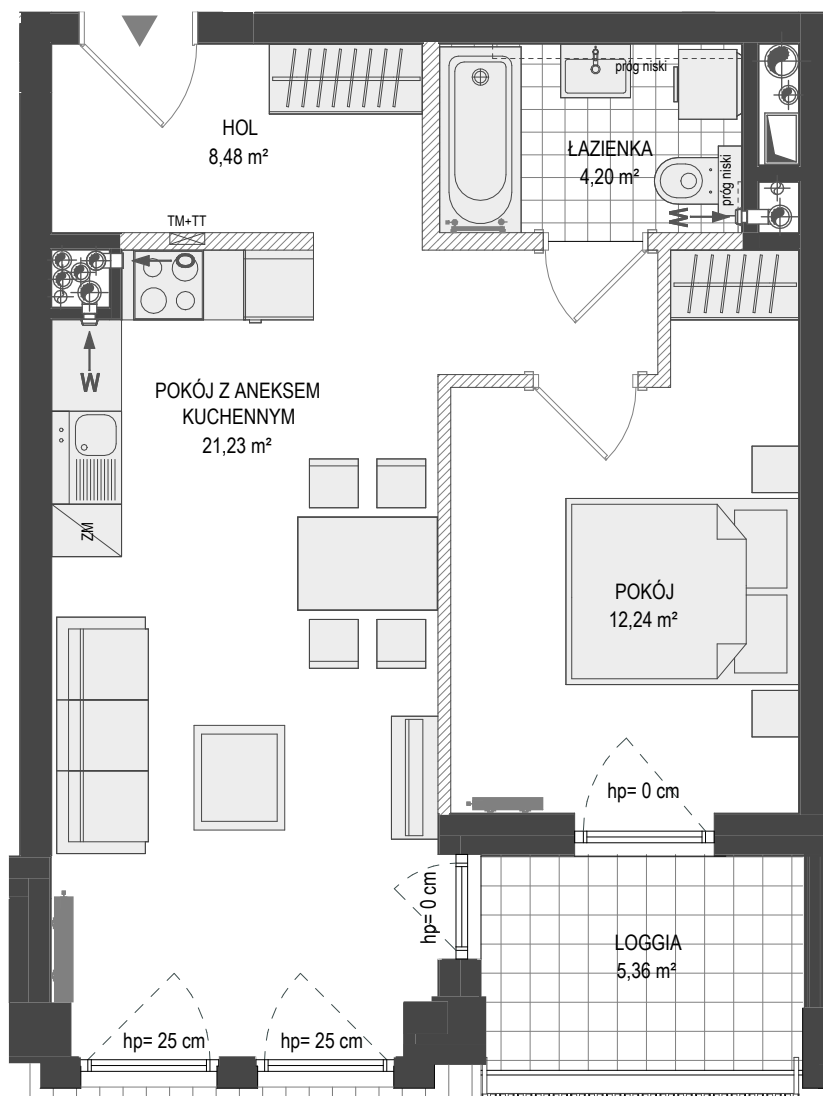 próg niski
HOL
8,48 m²
ŁAZIENKA
4,20 m²
próg niski
W
TM+TT
W
POKÓJ Z ANEKSEM
KUCHENNYM
21,23 m²
ZM
POKÓJ
12,24 m²
hp= 0 cm
hp= 0 cm
LOGGIA
5,36 m²
hp= 25 cm
hp= 25 cm